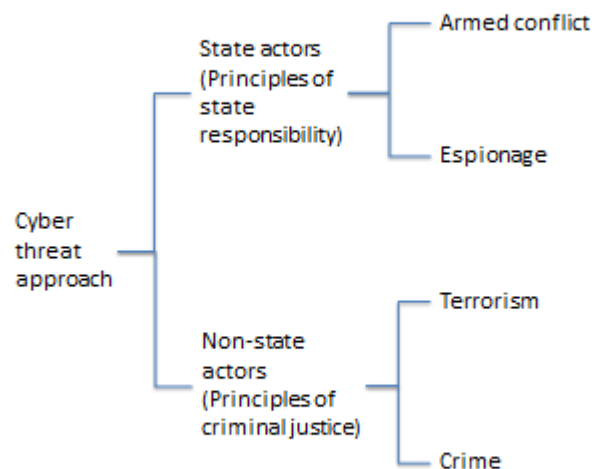 Cyber
threat
approach
State actors
(Principles of
state
responsibility)
Armed conflict
Espionage
Non-state
actors
(Principles of
criminal justice)
Terrorism
Crime